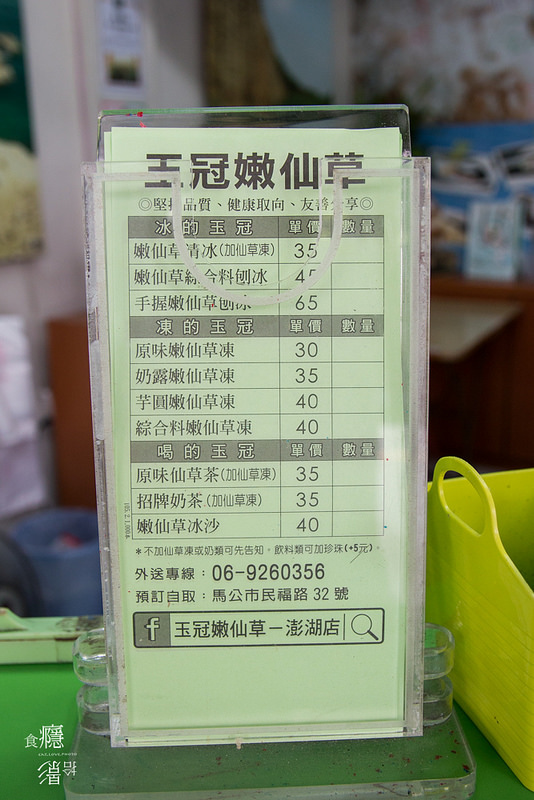 玉冠嫩仙草
◎堅持品質、健康取向、友善分享◎
冰的玉冠 單價 數量
嫩仙草清冰(加仙草凍) 35
嫩仙草綜合料刨冰 45
手握嫩仙草刨冰 65
凍的玉冠 單價 數量
原味嫩仙草凍 30
奶露嫩仙草凍 35
芋圓嫩仙草凍 40
綜合料嫩仙草凍 40
喝的玉冠 單價 數量
原味仙草茶(加仙草凍) 35
招牌奶茶(加仙草凍) 35
嫩仙草冰沙 40
*不加仙草凍或奶類可先告知，飲料類可加珍珠(+5元)。
外送專線：06-9260356
預訂自取：馬公市民福路 32 號
f 玉冠嫩仙草－澎湖店
食癮
拾影